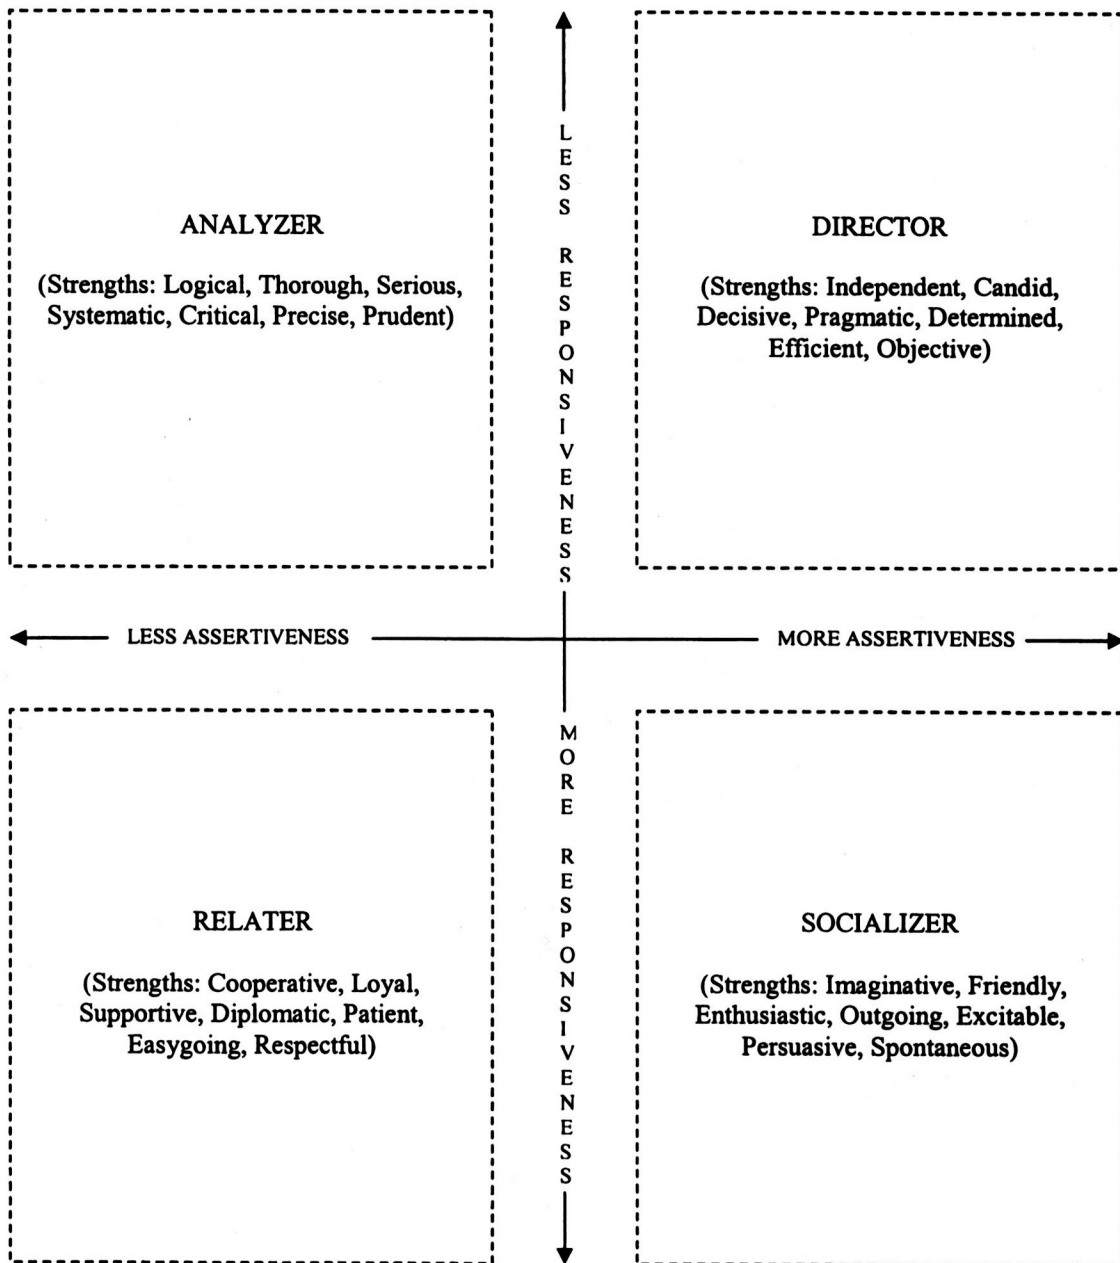 ANALYZER
(Strengths: Logical, Thorough, Serious,
Systematic, Critical, Precise, Prudent)
LESS RESPONSIVENESS
DIRECTOR
(Strengths: Independent, Candid,
Decisive, Pragmatic, Determined,
Efficient, Objective)
LESS ASSERTIVENESS
MORE ASSERTIVENESS
RELATER
(Strengths: Cooperative, Loyal,
Supportive, Diplomatic, Patient,
Easygoing, Respectful)
MORE RESPONSIVENESS
SOCIALIZER
(Strengths: Imaginative, Friendly,
Enthusiastic, Outgoing, Excitable,
Persuasive, Spontaneous)